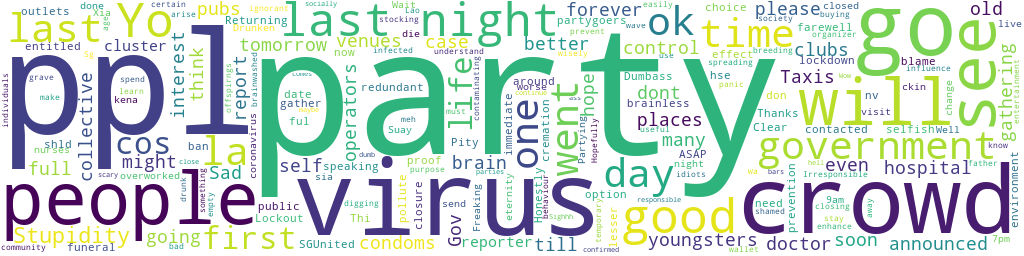 ppl
party
virus
people
crowd
goe
see
will
government
last night
last
Yo
time
ok
good
day
one
went
first
la
cos
might
life
hope
dont
places
many
control
please
better
forever
venues
tomorrow
pubs
Returning
outlets
certain
done
Xia
age
Wait
Lao
stocking
die
infected
partygoers
arise
ignorant
Drunken
socially
easily
wave
prevent
choice
closed
buying
society
farewell
organizer
old
live
entitled
cluster
interest
report
think
now
case
clubs
lockdown
blame
effect
spreading
breeding
Taxis
hse
use
panic
nv
influence
change
gathering
entertainment
individuals
grave
spend
make
learn
kena
shld
collective
coronavirus
brainwashed
offsprings
date
gather
ful
operators
redundant
meh
Suay
must
understand
contaminating
around
worse
immediate
cremation
Dumbass
brainless
Partying
Hopefully
don
ckin
visit
Thanks
Clear
contacted
selfish
Well
even
hospital
know
father
environment
nurses
ban
full
overworked
Sad
self
speaking
proof
purpose
Pity
brain
Honestly
behaviour
option
ASAP
night
useful
idiots
wa
bars
hell
Irresponsible
Stupidity
scary
close
drunk
something
empty
public
sia
Lockout
digging
eternity
pollute
closure
Gov
send
Freaking
parties
temporary
lesser
need
shamed
prevention
9am
closing
stay
enhance
away
doctor
soon
announced
7pm
community
funeral
going
bad
SGUnited
Thi
condoms
reporter
till
Sighhh
confirmed
responsible
youngsters
wallet